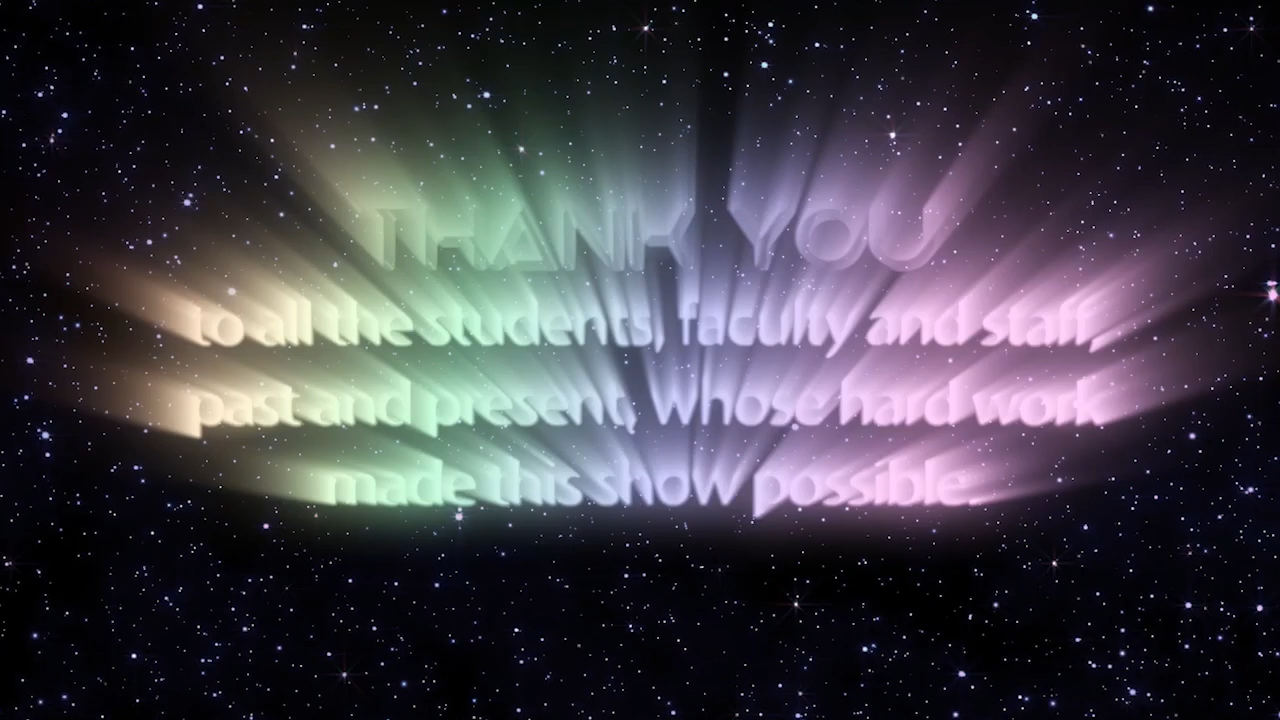 THANK YOU
to all the students, faculty and staff,
past and present, whose hard work
made this show possible.